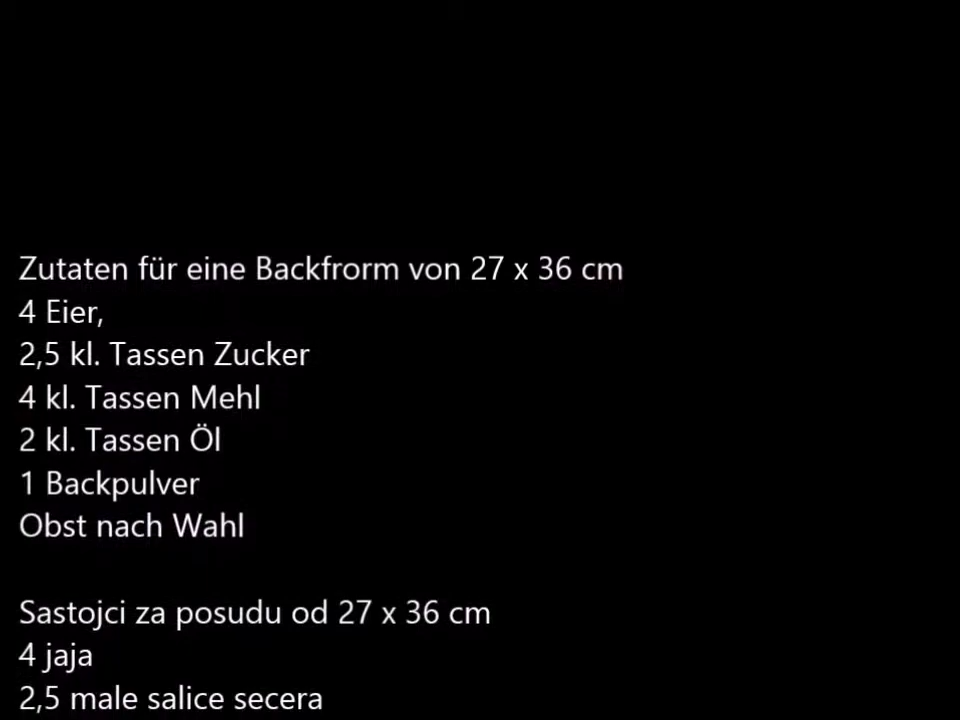 Zutaten für eine Backfrorm von 27 x 36 cm
4 Eier,
2,5 kl. Tassen Zucker
4 kl. Tassen Mehl
2 kl. Tassen Öl
1 Backpulver
Obst nach Wahl
Sastojci za posudu od 27 x 36 cm
4 jaja
2,5 male salice secera